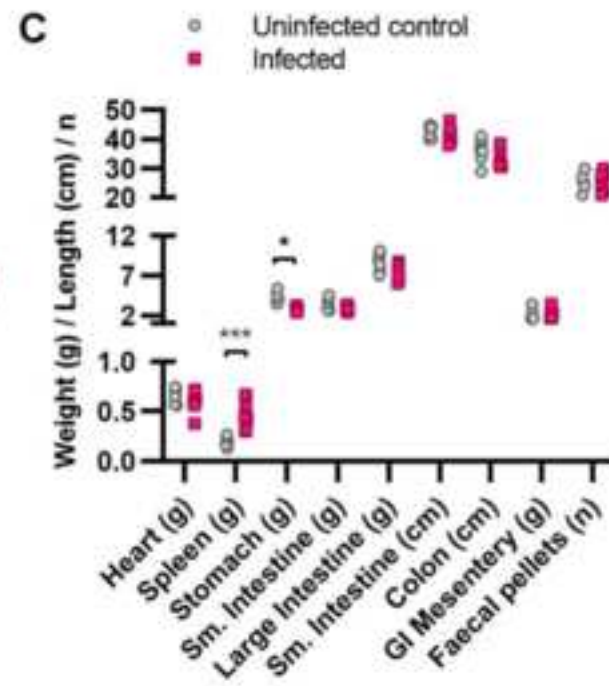 C
Uninfected control
Infected
Weight (g) / Length (cm) / n
50
40
30
20
12
7
2
1.0
0.5
0.0
*
***
Heart (g)
Spleen (g)
Stomach (g)
Sm. Intestine (g)
Large Intestine (g)
Sm. Intestine (cm)
Colon (cm)
GI Mesentery (g)
Faecal pellets (n)